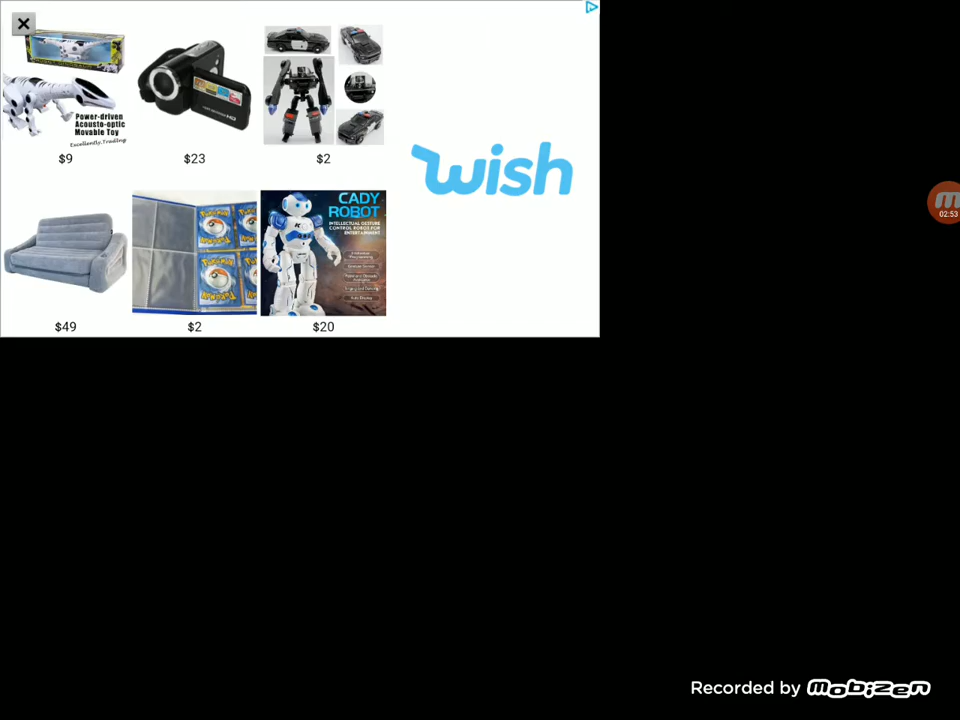 Power-driven
Acousto-optic
Movable Toy
Excellently.Trading
$9
$23
$2
wish
CADY
ROBOT
INTELLECTUAL GESTURE
CONTROL ROBOT FOR
ENTERTAINMENT
$49
$2
$20
02:53
Recorded by mobizen